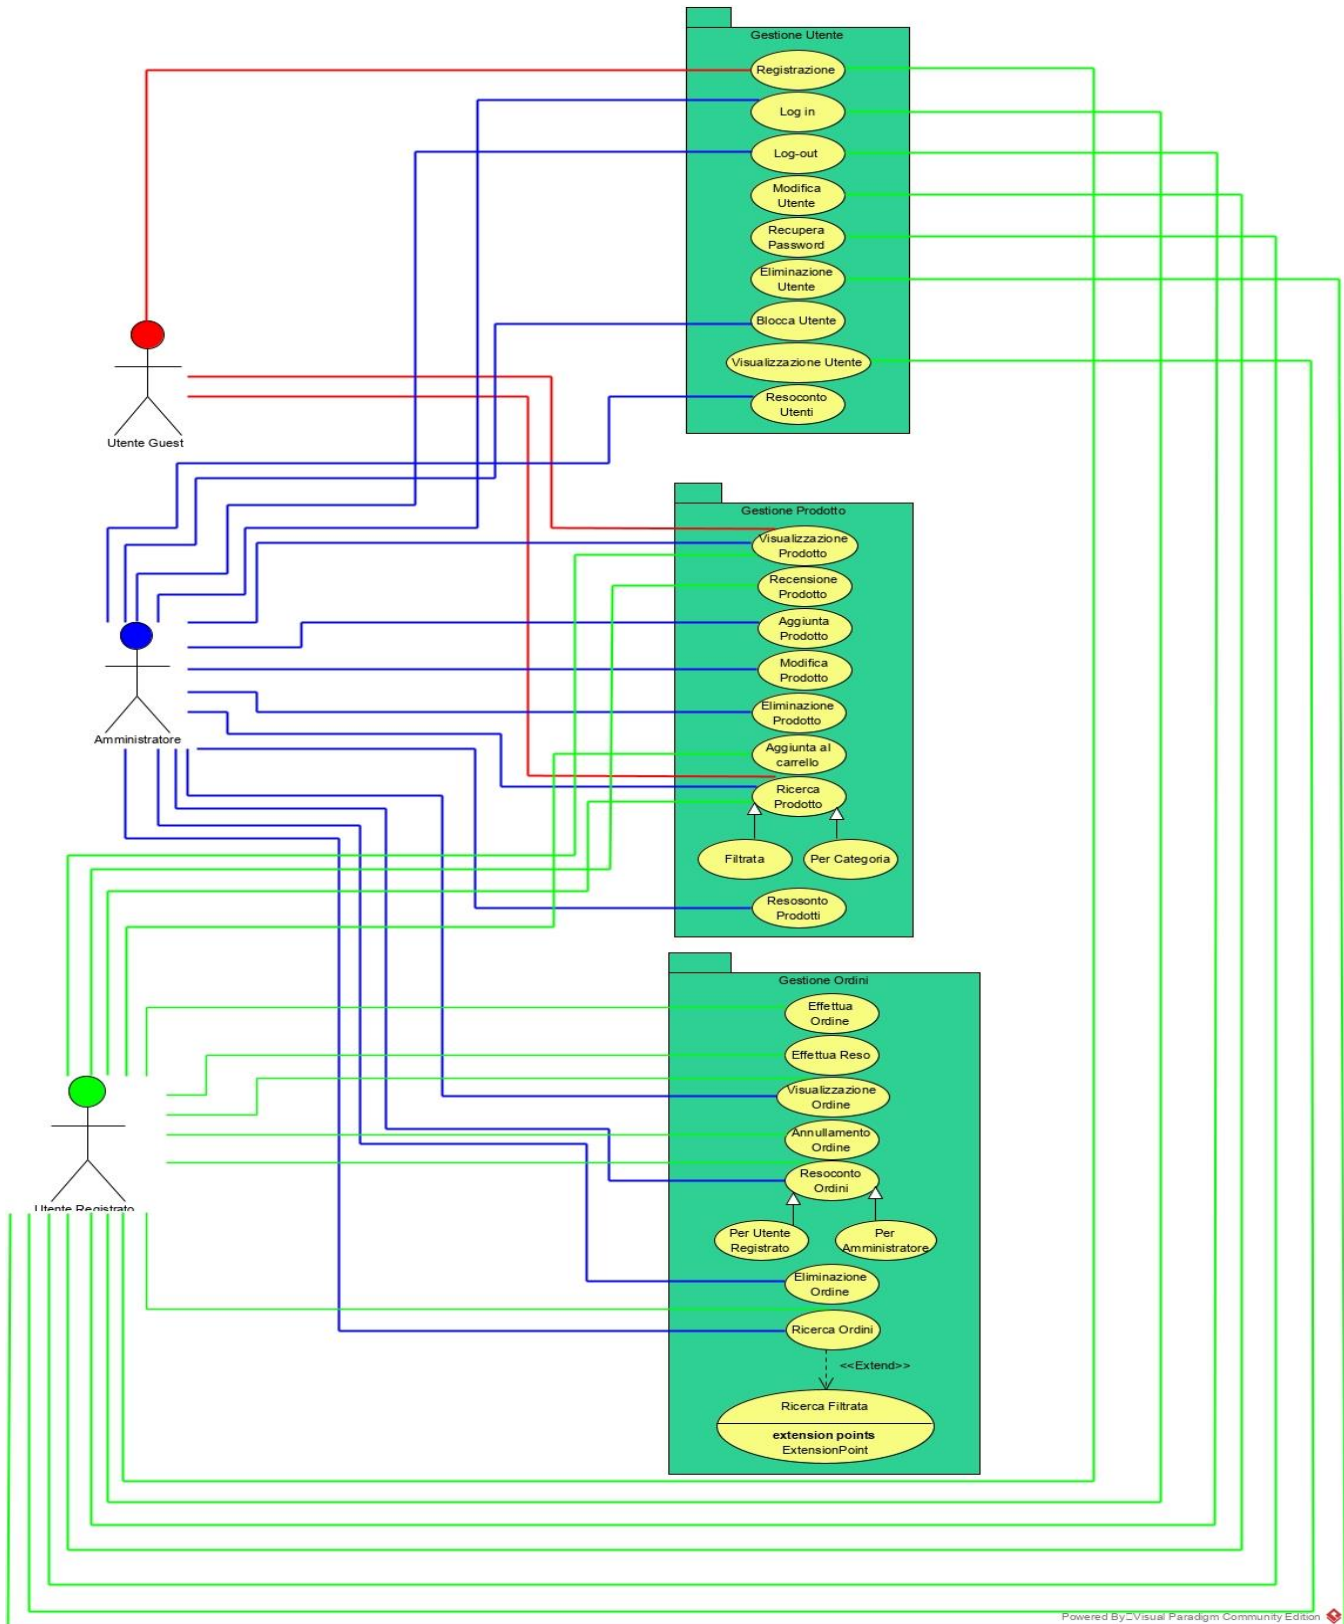 Gestione Utente
Registrazione
Log in
Log-out
Modifica
Utente
Recupera
Password
Eliminazione
Utente
Blocca Utente
Visualizzazione Utente
Resoconto
Utenti
Utente Guest
Gestione Prodotto
Visualizzazione
Prodotto
Recensione
Prodotto
Aggiunta
Prodotto
Modifica
Prodotto
Eliminazione
Prodotto
Aggiunta al
carrello
Ricerca
Prodotto
Filtrata
Per Categoria
Resosonto
Prodotti
Amministratore
Gestione Ordini
Effettua
Ordine
Effettua Reso
Visualizzazione
Ordine
Annullamento
Ordine
Resoconto
Ordini
Per Utente
Registrato
Per
Amministratore
Eliminazione
Ordine
Ricerca Ordini
<<Extend>>
Ricerca Filtrata
extension points
ExtensionPoint
Utente Registrato
Powered By Visual Paradigm Community Edition